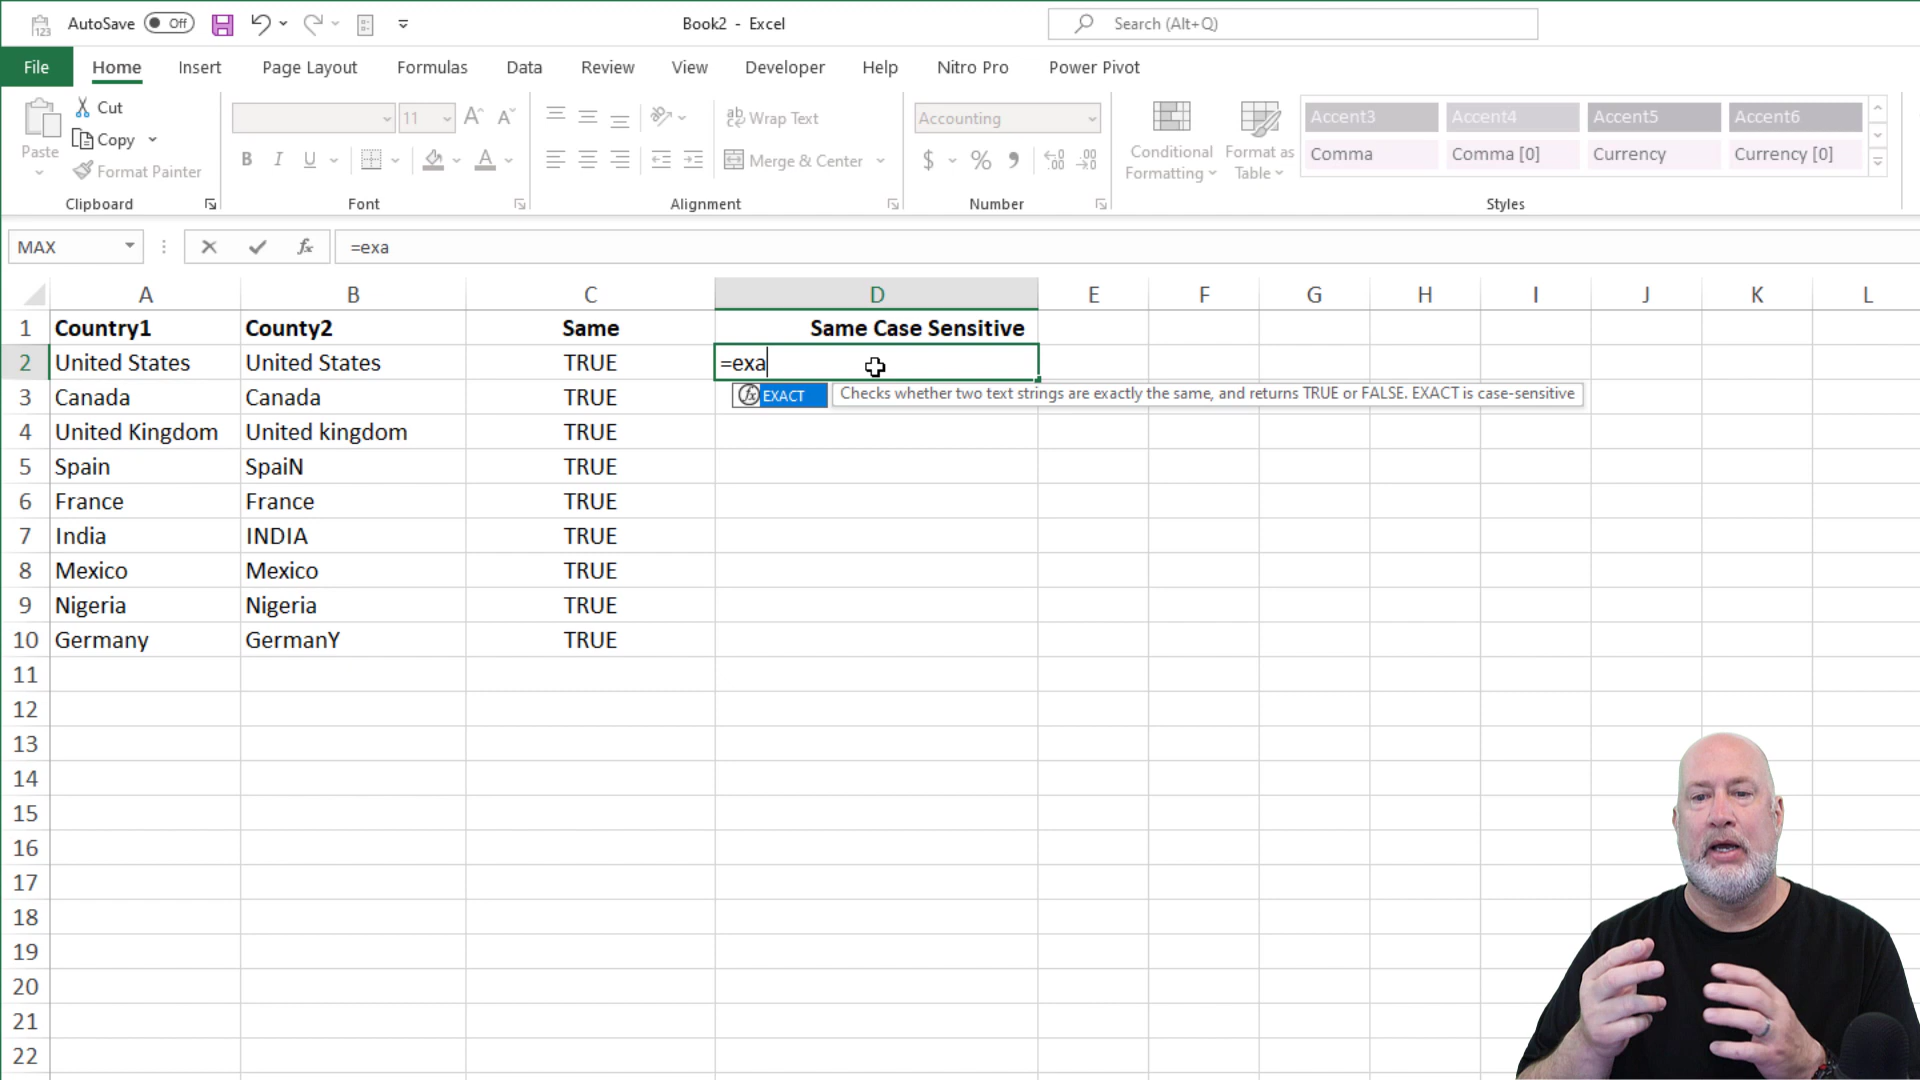 AutoSave Off Book2 - Excel Search (Alt+Q)
File Home Insert Page Layout Formulas Data Review View Developer Help Nitro Pro Power Pivot
Paste Cut Copy Format Painter
Clipboard
11
B I U A
Font
Wrap Text
Merge & Center
Alignment
Accounting
$ %
Number
Conditional Formatting
Format as Table
Accent3 Accent4 Accent5 Accent6
Comma Comma [0] Currency Currency [0]
Styles
MAX fx =exa
A B C D E F G H I J K L
1 Country1 County2 Same Same Case Sensitive
2 United States United States TRUE =exa
EXACT Checks whether two text strings are exactly the same, and returns TRUE or FALSE. EXACT is case-sensitive
3 Canada Canada TRUE
4 United Kingdom United kingdom TRUE
5 Spain SpaiN TRUE
6 France France TRUE
7 India INDIA TRUE
8 Mexico Mexico TRUE
9 Nigeria Nigeria TRUE
10 Germany GermanY TRUE
11
12
13
14
15
16
17
18
19
20
21
22